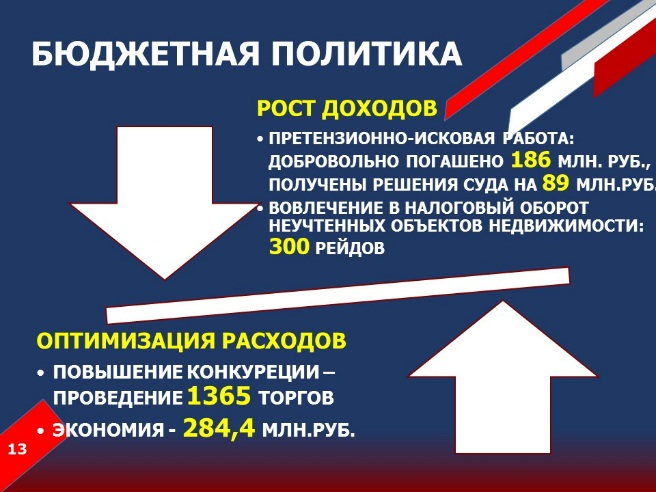 БЮДЖЕТНАЯ ПОЛИТИКА
РОСТ ДОХОДОВ
• ПРЕТЕНЗИОННО-ИСКОВАЯ РАБОТА:
ДОБРОВОЛЬНО ПОГАШЕНО 186 МЛН. РУБ.,
ПОЛУЧЕНЫ РЕШЕНИЯ СУДА НА 89 МЛН.РУБ.
• ВОВЛЕЧЕНИЕ В НАЛОГОВЫЙ ОБОРОТ
НЕУЧТЕННЫХ ОБЪЕКТОВ НЕДВИЖИМОСТИ:
300 РЕЙДОВ
ОПТИМИЗАЦИЯ РАСХОДОВ
• ПОВЫШЕНИЕ КОНКУРЕЦИИ –
ПРОВЕДЕНИЕ 1365 ТОРГОВ
• ЭКОНОМИЯ - 284,4 МЛН.РУБ.
13